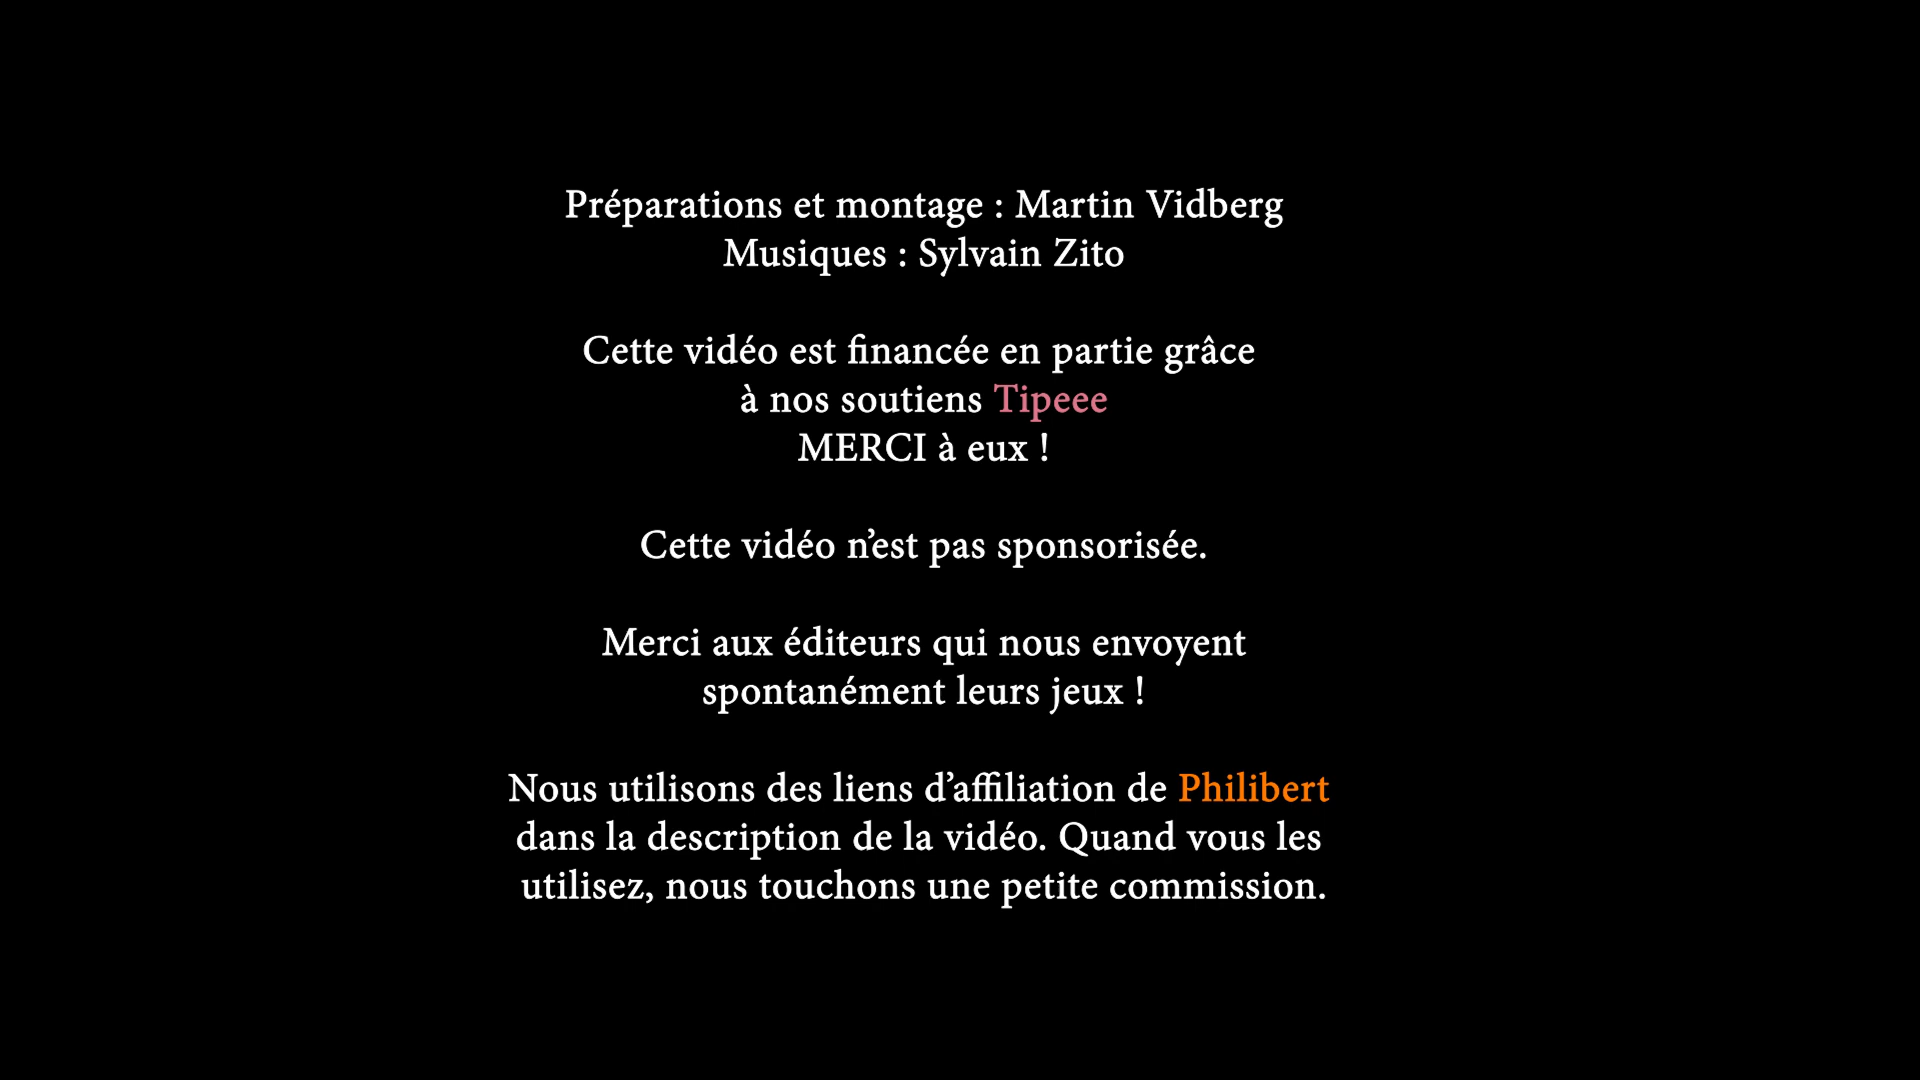 Préparations et montage : Martin Vidberg
Musiques : Sylvain Zito
Cette vidéo est financée en partie grâce
à nos soutiens Tipeee
MERCI à eux !
Cette vidéo n’est pas sponsorisée.
Merci aux éditeurs qui nous envoyent
spontanément leurs jeux !
Nous utilisons des liens d’affiliation de Philibert
dans la description de la vidéo. Quand vous les
utilisez, nous touchons une petite commission.